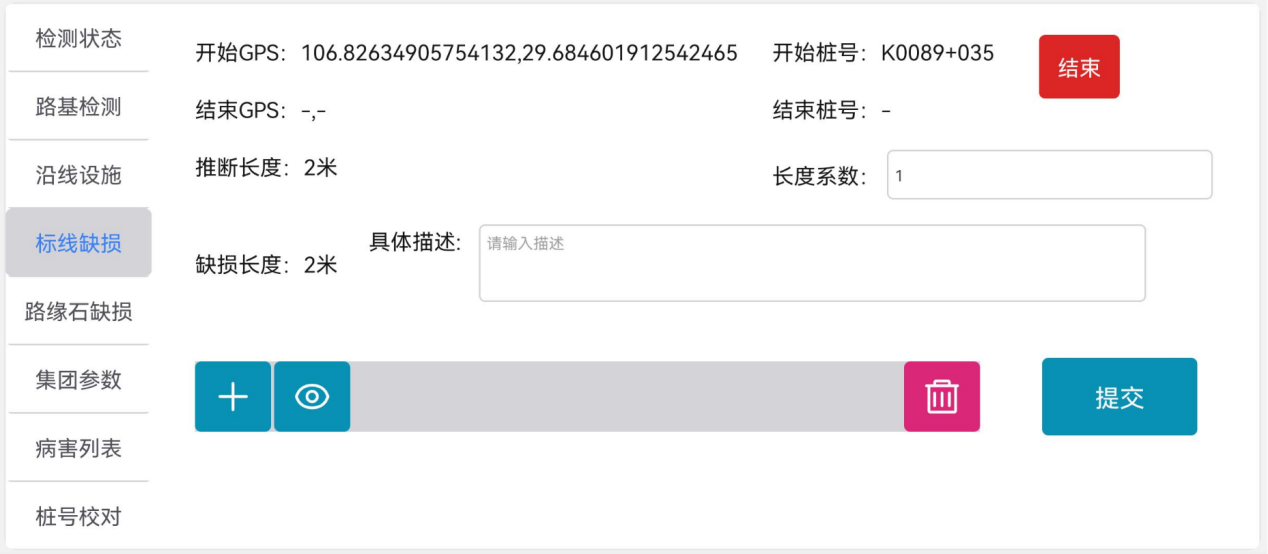 检测状态
路基检测
沿线设施
标线缺损
路缘石缺损
集团参数
病害列表
桩号校对
开始GPS: 106.82634905754132,29.684601912542465
开始桩号: K0089+035
结束
结束GPS: -,-
结束桩号: -
推断长度: 2米
长度系数: 1
缺损长度: 2米
具体描述: 请输入描述
提交